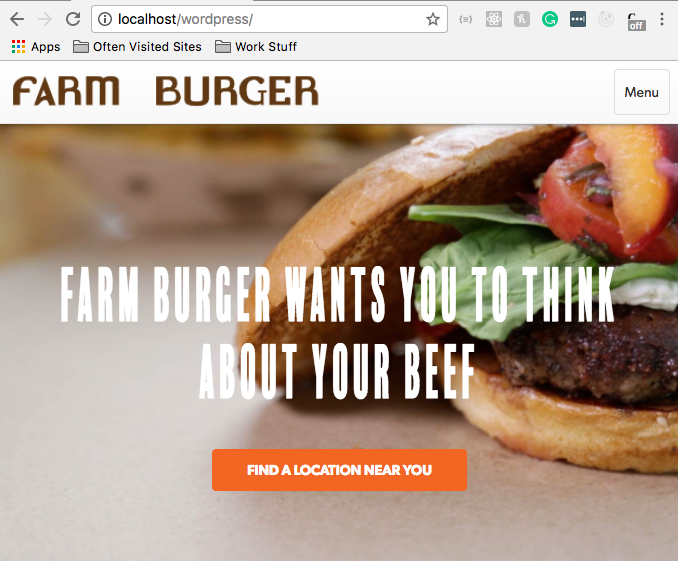 localhost/wordpress/
off
Apps Often Visited Sites Work Stuff
FARM BURGER
Menu
FARM BURGER WANTS YOU TO THINK
ABOUT YOUR BEEF
FIND A LOCATION NEAR YOU